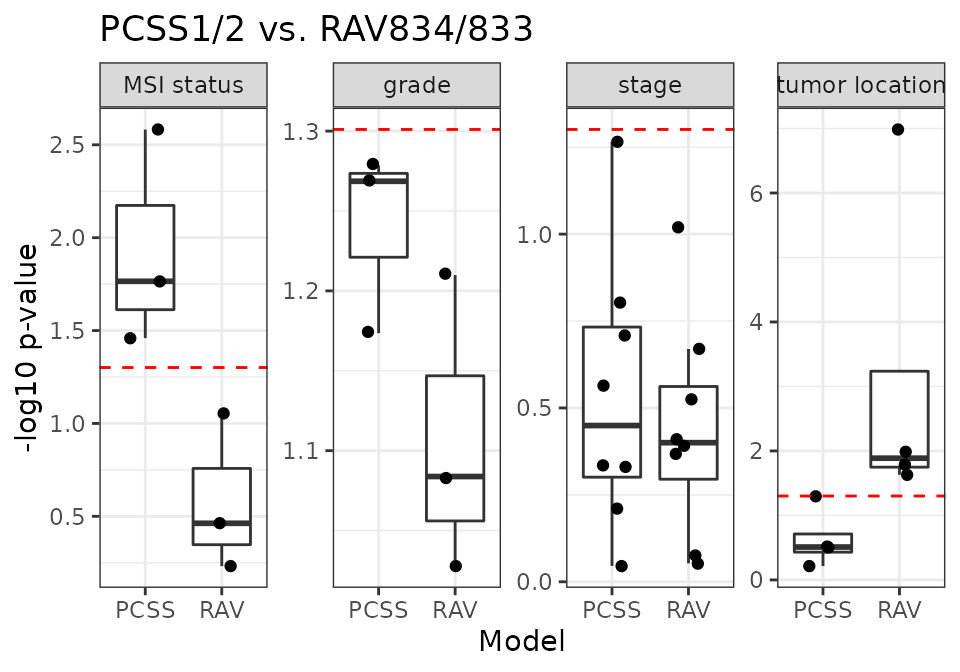 PCSS1/2 vs. RAV834/833
MSI status
grade
stage
tumor location
-log10 p-value
2.5
2.0
1.5
1.0
0.5
1.3
1.2
1.1
1.0
0.5
0.0
6
4
2
0
PCSS RAV
PCSS RAV
PCSS RAV
PCSS RAV
Model